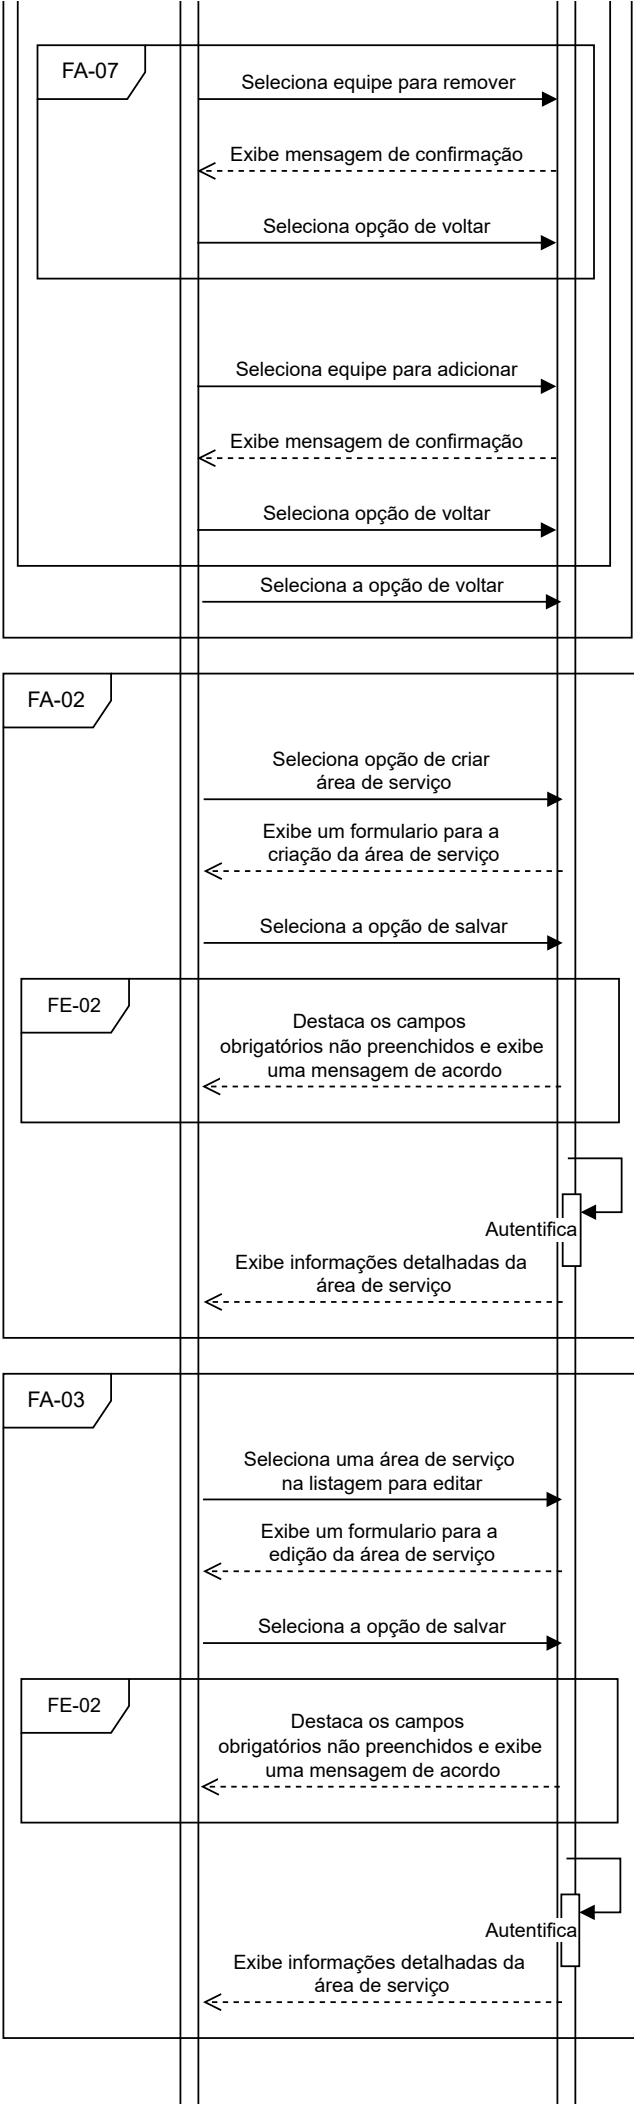 FA-07
Seleciona equipe para remover
Exibe mensagem de confirmação
Seleciona opção de voltar
Seleciona equipe para adicionar
Exibe mensagem de confirmação
Seleciona opção de voltar
Seleciona a opção de voltar
FA-02
Seleciona opção de criar
área de serviço
Exibe um formulario para a
criação da área de serviço
Seleciona a opção de salvar
FE-02
Destaca os campos
obrigatórios não preenchidos e exibe
uma mensagem de acordo
Autentifica
Exibe informações detalhadas da
área de serviço
FA-03
Seleciona uma área de serviço
na listagem para editar
Exibe um formulario para a
edição da área de serviço
Seleciona a opção de salvar
FE-02
Destaca os campos
obrigatórios não preenchidos e exibe
uma mensagem de acordo
Autentifica
Exibe informações detalhadas da
área de serviço